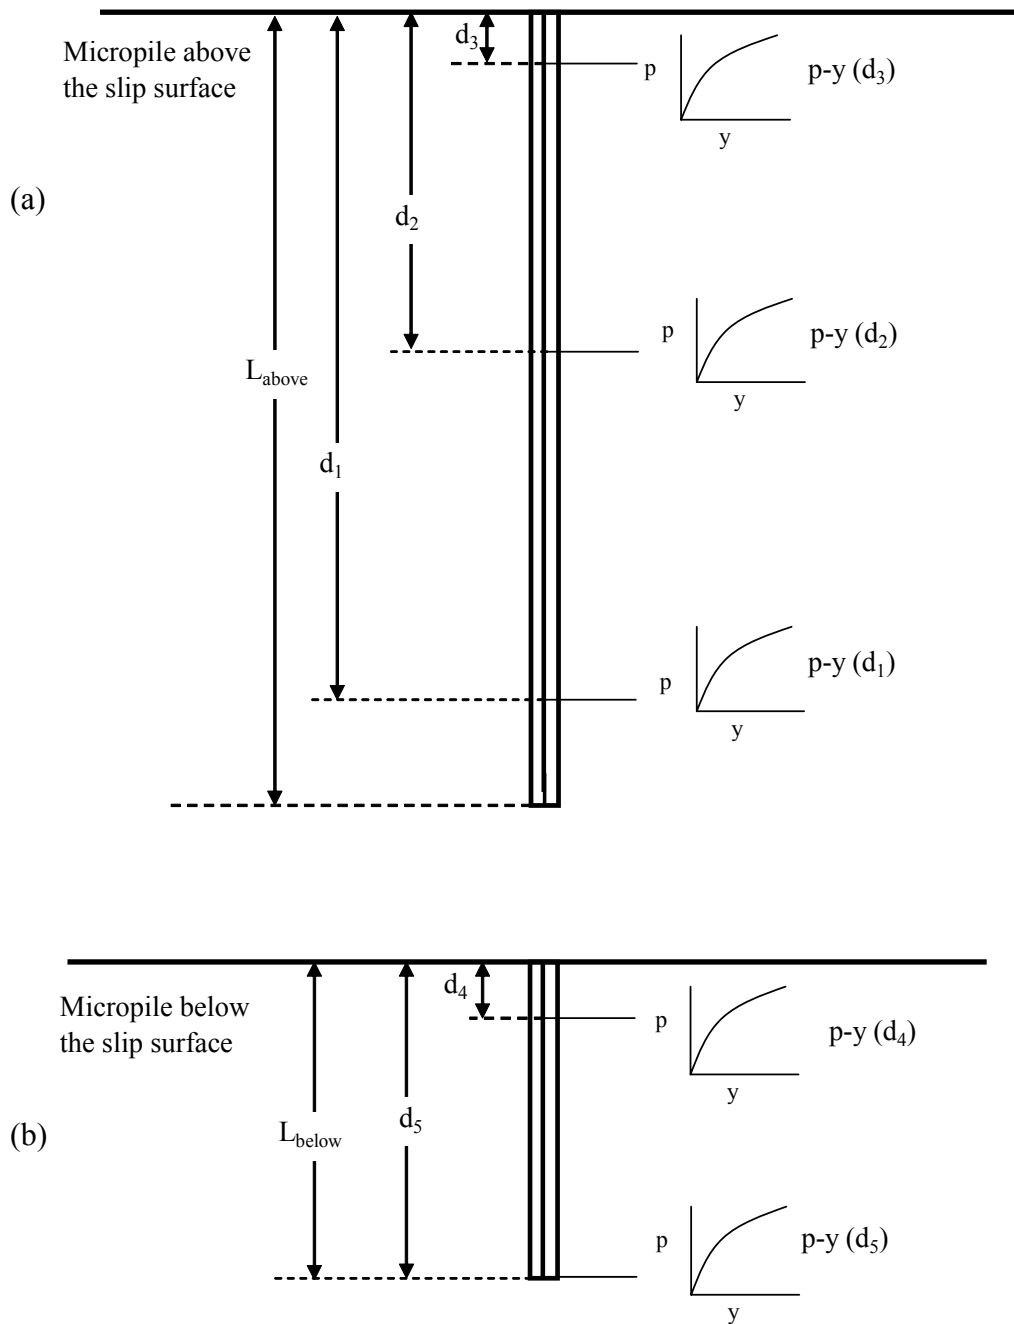 Micropile above
the slip surface
d₃
p
p-y (d₃)
y
(a)
d₂
p
p-y (d₂)
y
L_above
d₁
p
p-y (d₁)
y
Micropile below
the slip surface
d₄
p
p-y (d₄)
y
(b)
L_below
d₅
p
p-y (d₅)
y